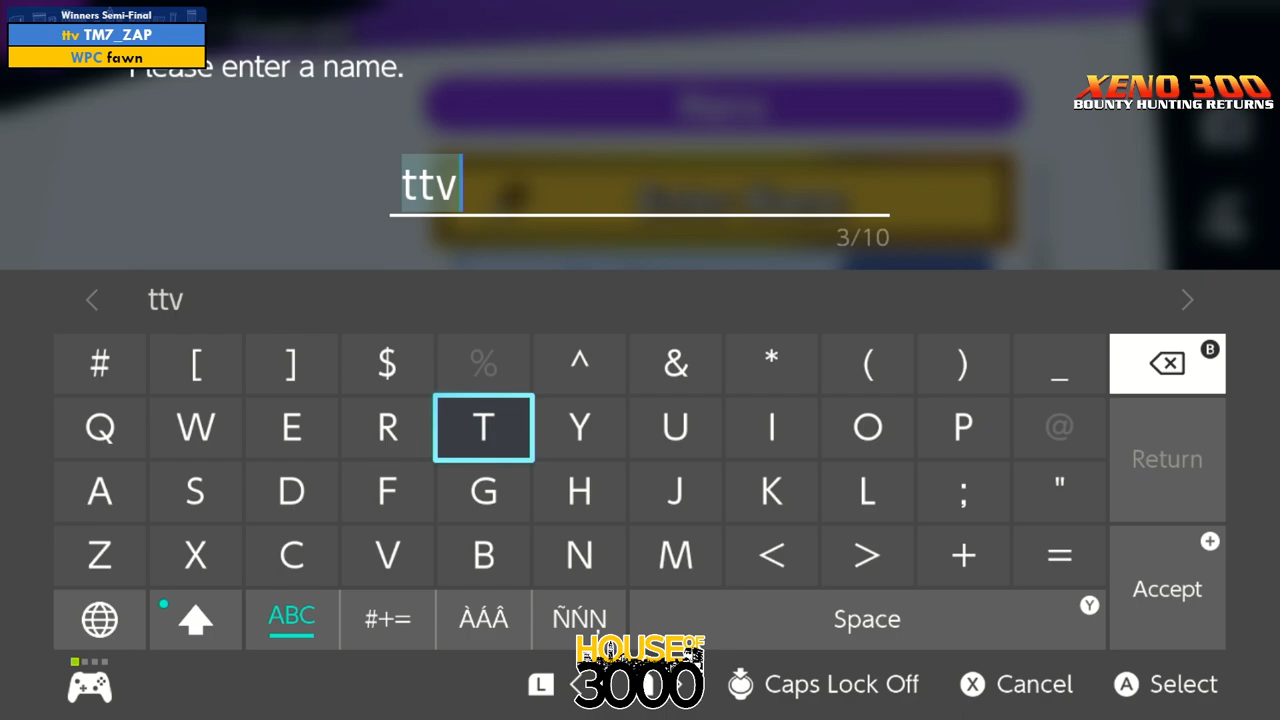 Winners Semi-Final
ttv TM7_ZAP
WPC fawn
Please enter a name.
XENO 300
BOUNTY HUNTING RETURNS
ttv
3/10
ttv
# [ ] $ % ^ & * ( ) _ B
Q W E R T Y U I O P @ Return
A S D F G H J K L ; "
Z X C V B N M < > + = Accept
ABC #+= ÀÁÂ ÑŃŅ Space Y
HOUSE OF
3000
L Caps Lock Off X Cancel A Select